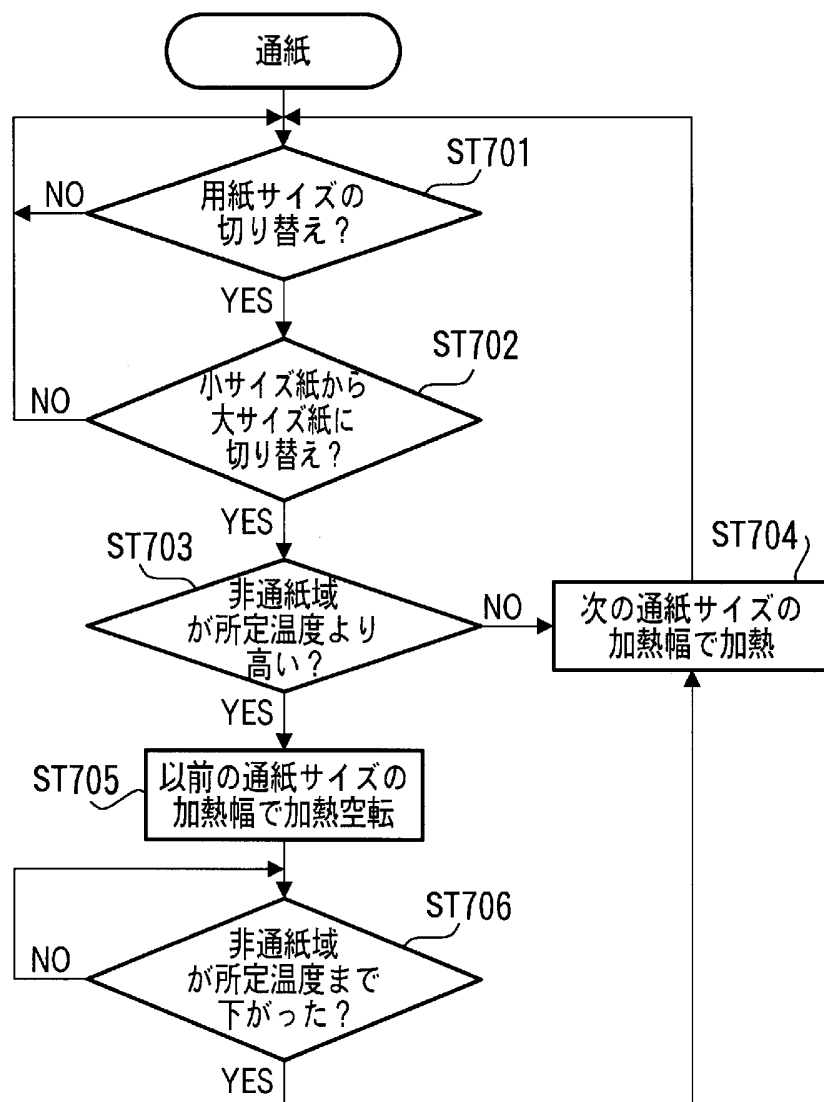 通紙
ST701
用紙サイズの
切り替え?
NO
YES
ST702
小サイズ紙から
大サイズ紙に
切り替え?
NO
YES
ST703
非通紙域
が所定温度より
高い?
NO
ST704
次の通紙サイズの
加熱幅で加熱
YES
ST705
以前の通紙サイズの
加熱幅で加熱空転
ST706
非通紙域
が所定温度まで
下がった?
NO
YES